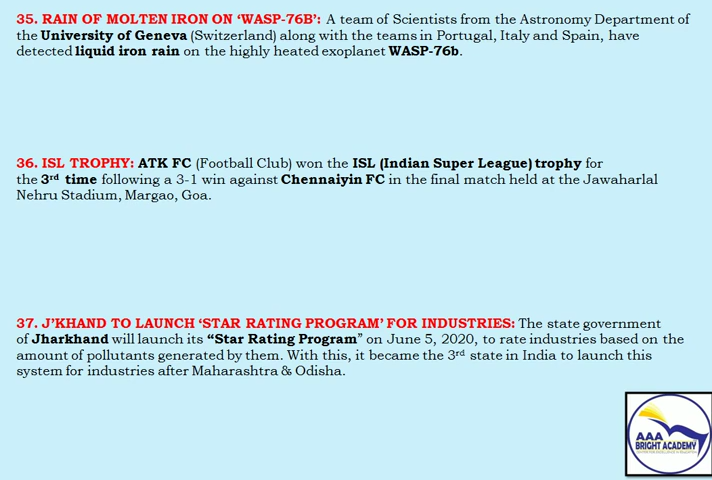 35. RAIN OF MOLTEN IRON ON ‘WASP-76B’: A team of Scientists from the Astronomy Department of
the University of Geneva (Switzerland) along with the teams in Portugal, Italy and Spain, have
detected liquid iron rain on the highly heated exoplanet WASP-76b.
36. ISL TROPHY: ATK FC (Football Club) won the ISL (Indian Super League) trophy for
the 3rd time following a 3-1 win against Chennaiyin FC in the final match held at the Jawaharlal
Nehru Stadium, Margao, Goa.
37. J’KHAND TO LAUNCH ‘STAR RATING PROGRAM’ FOR INDUSTRIES: The state government
of Jharkhand will launch its “Star Rating Program” on June 5, 2020, to rate industries based on the
amount of pollutants generated by them. With this, it became the 3rd state in India to launch this
system for industries after Maharashtra & Odisha.
AAA
BRIGHT ACADEMY